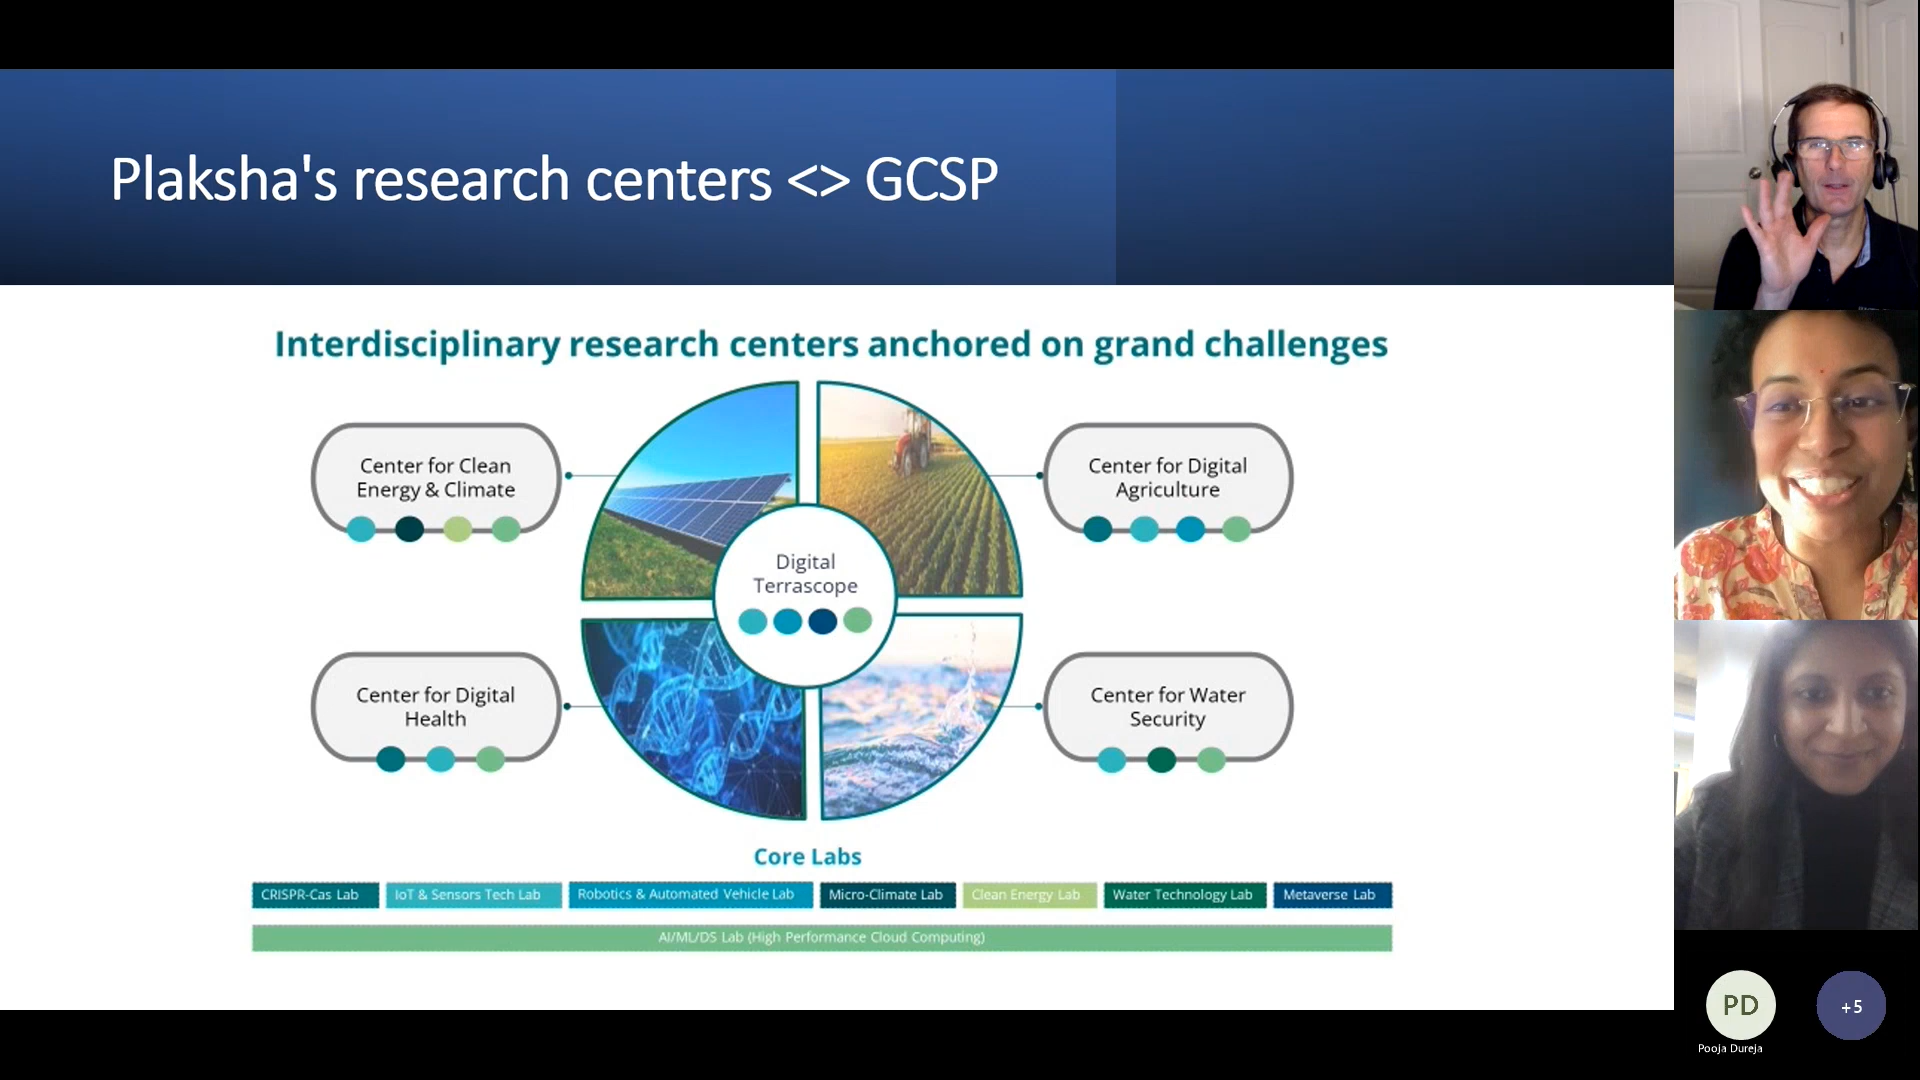 Plaksha's research centers <> GCSP
Interdisciplinary research centers anchored on grand challenges
Center for Clean
Energy & Climate
Center for Digital
Agriculture
Digital
Terrascope
Center for Digital
Health
Center for Water
Security
Core Labs
CRISPR-Cas Lab
IoT & Sensors Tech Lab
Robotics & Automated Vehicle Lab
Micro-Climate Lab
Clean Energy Lab
Water Technology Lab
Metaverse Lab
AI/ML/DS Lab (High Performance Cloud Computing)
PD
+5
Pooja Dureja